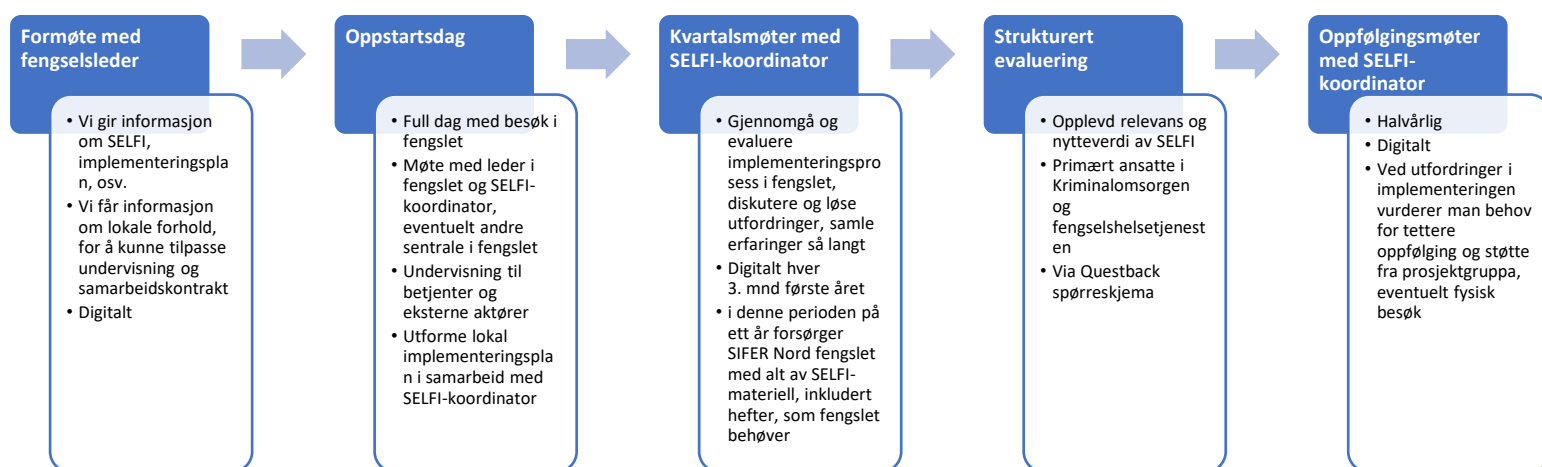 Formøte med
fengselsleder
• Vi gir informasjon
om SELFI,
implementeringspla
n, osv.
• Vi får informasjon
om lokale forhold,
for å kunne tilpasse
undervisning og
samarbeidskontrakt
• Digitalt
Oppstartsdag
• Full dag med besøk i
fengslet
• Møte med leder i
fengslet og SELFI-
koordinator,
eventuelt andre
sentrale i fengslet
• Undervisning til
betjenter og
eksterne aktører
• Utforme lokal
implementeringspla
n i samarbeid med
SELFI-koordinator
Kvartalsmøter med
SELFI-koordinator
• Gjennomgå og
evaluere
implementeringspro
sess i fengslet,
diskutere og løse
utfordringer, samle
erfaringer så langt
• Digitalt hver
3. mnd første året
• i denne perioden på
ett år forsørger
SIFER Nord fengslet
med alt av SELFI-
materiell, inkludert
hefter, som fengslet
behøver
Strukturert
evaluering
• Opplevd relevans og
nytteverdi av SELFI
• Primært ansatte i
Kriminalomsorgen
og
fengselshelsetjenest
en
• Via Questback
spørreskjema
Oppfølgingsmøter
med SELFI-
koordinator
• Halvårlig
• Digitalt
• Ved utfordringer i
implementeringen
vurderer man behov
for tettere
oppfølging og støtte
fra prosjektgruppa,
eventuelt fysisk
besøk